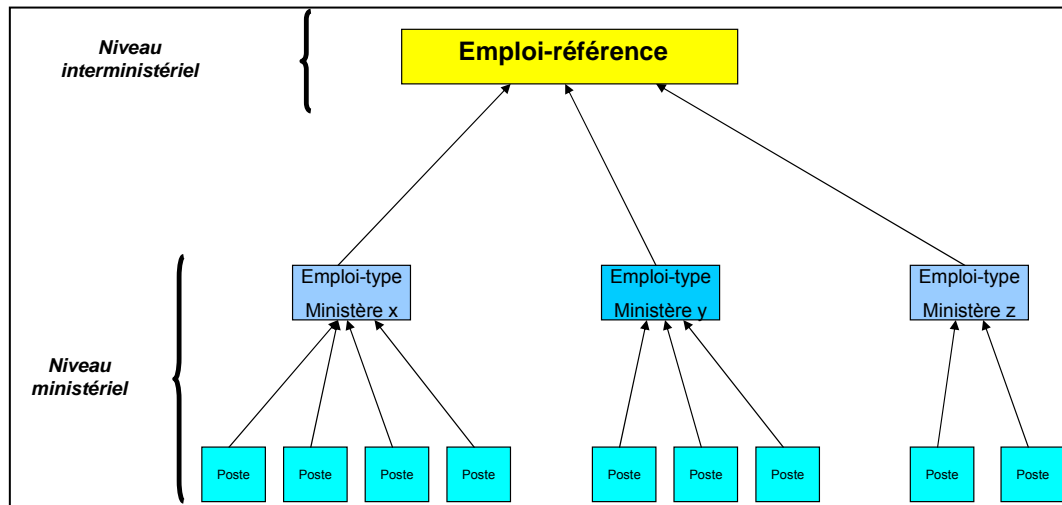 Niveau
interministériel
Emploi-référence
Emploi-type
Ministère x
Emploi-type
Ministère y
Emploi-type
Ministère z
Niveau
ministériel
Poste
Poste
Poste
Poste
Poste
Poste
Poste
Poste
Poste